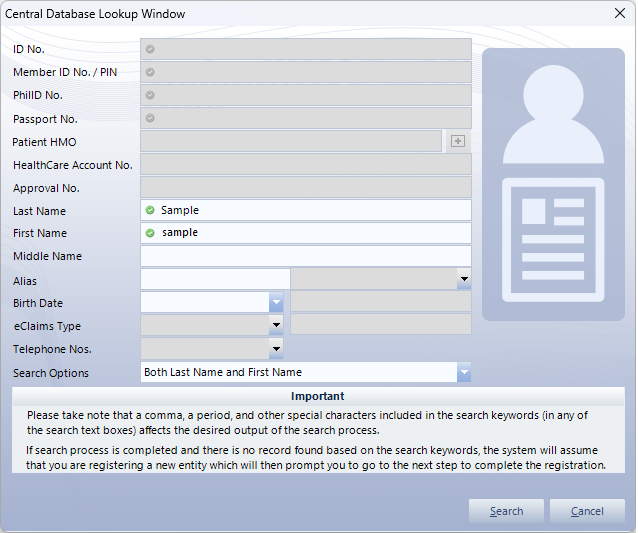 Central Database Lookup Window
ID No.
Member ID No. / PIN
PhilID No.
Passport No.
Patient HMO
HealthCare Account No.
Approval No.
Last Name Sample
First Name sample
Middle Name
Alias
Birth Date
eClaims Type
Telephone Nos.
Search Options Both Last Name and First Name
Important
Please take note that a comma, a period, and other special characters included in the search keywords (in any of
the search text boxes) affects the desired output of the search process.
If search process is completed and there is no record found based on the search keywords, the system will assume
that you are registering a new entity which will then prompt you to go to the next step to complete the registration.
Search Cancel